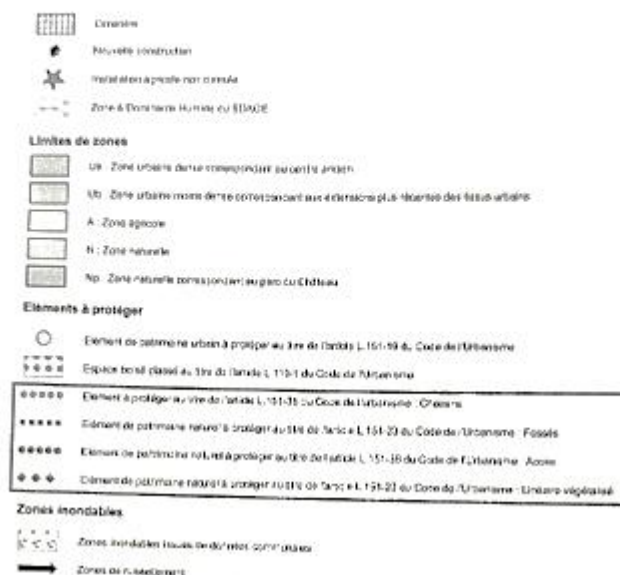 Cimetière
Nouvelle construction
Installation agricole non cumulé
Zone à Dominante Humide du SDAGE
Limites de zones
Ua : Zone urbaine dense correspondant au centre ancien
Ub : Zone urbaine moins dense correspondant aux extensions plus récentes des tissus urbains
A : Zone agricole
N : Zone naturelle
Np : Zone naturelle correspondant au parc du Château
Eléments à protéger
Elément de patrimoine urbain à protéger au titre de l'article L.151-19 du Code de l'Urbanisme
Espace boisé classé au titre de l'article L 113-1 du Code de l'Urbanisme
Elément à protéger au titre de l'article L.151-38 du Code de l'Urbanisme : Chemins
Elément de patrimoine naturel à protéger au titre de l'article L.151-23 du Code de l'Urbanisme : Fossés
Elément de patrimoine naturel à protéger au titre de l'article L.151-38 du Code de l'Urbanisme : Accès
Elément de patrimoine naturel à protéger au titre de l'article L.151-23 du Code de l'Urbanisme : Linéaire végétalisé
Zones inondables
Zones inondables issues de données communales
Zones de ruissellement